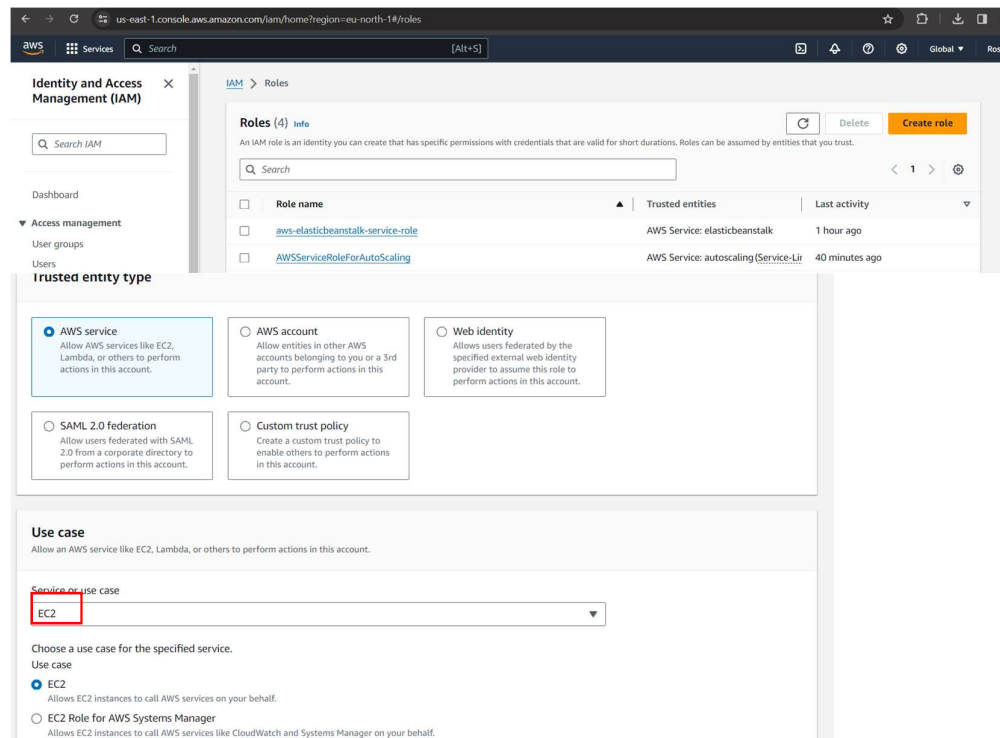 us-east-1.console.aws.amazon.com/iam/home?region=eu-north-1#/roles
aws Services Search [Alt+S] Global Ros
Identity and Access Management (IAM)
Search IAM
Dashboard
Access management
User groups
Users
IAM > Roles
Roles (4) Info Delete Create role
An IAM role is an identity you can create that has specific permissions with credentials that are valid for short durations. Roles can be assumed by entities that you trust.
Search < 1 >
Role name Trusted entities Last activity
aws-elasticbeanstalk-service-role AWS Service: elasticbeanstalk 1 hour ago
AWSServiceRoleForAutoScaling AWS Service: autoscaling (Service-Lin 40 minutes ago
Trusted entity type
AWS service
Allow AWS services like EC2,
Lambda, or others to perform
actions in this account.
AWS account
Allow entities in other AWS
accounts belonging to you or a 3rd
party to perform actions in this
account.
Web identity
Allows users federated by the
specified external web identity
provider to assume this role to
perform actions in this account.
SAML 2.0 federation
Allow users federated with SAML
2.0 from a corporate directory to
perform actions in this account.
Custom trust policy
Create a custom trust policy to
enable others to perform actions
in this account.
Use case
Allow an AWS service like EC2, Lambda, or others to perform actions in this account.
Service or use case
EC2
Choose a use case for the specified service.
Use case
EC2
Allows EC2 instances to call AWS services on your behalf.
EC2 Role for AWS Systems Manager
Allows EC2 instances to call AWS services like CloudWatch and Systems Manager on your behalf.